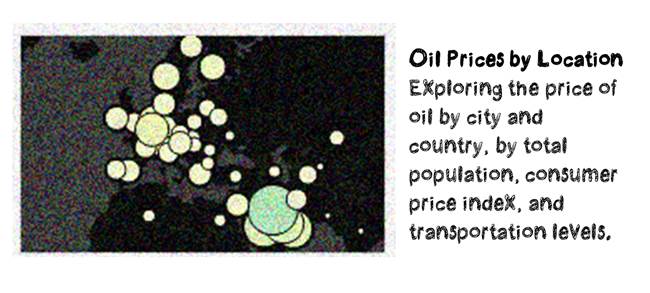 Oil Prices by Location
Exploring the price of
oil by city and
country, by total
population, consumer
price index, and
transportation levels.